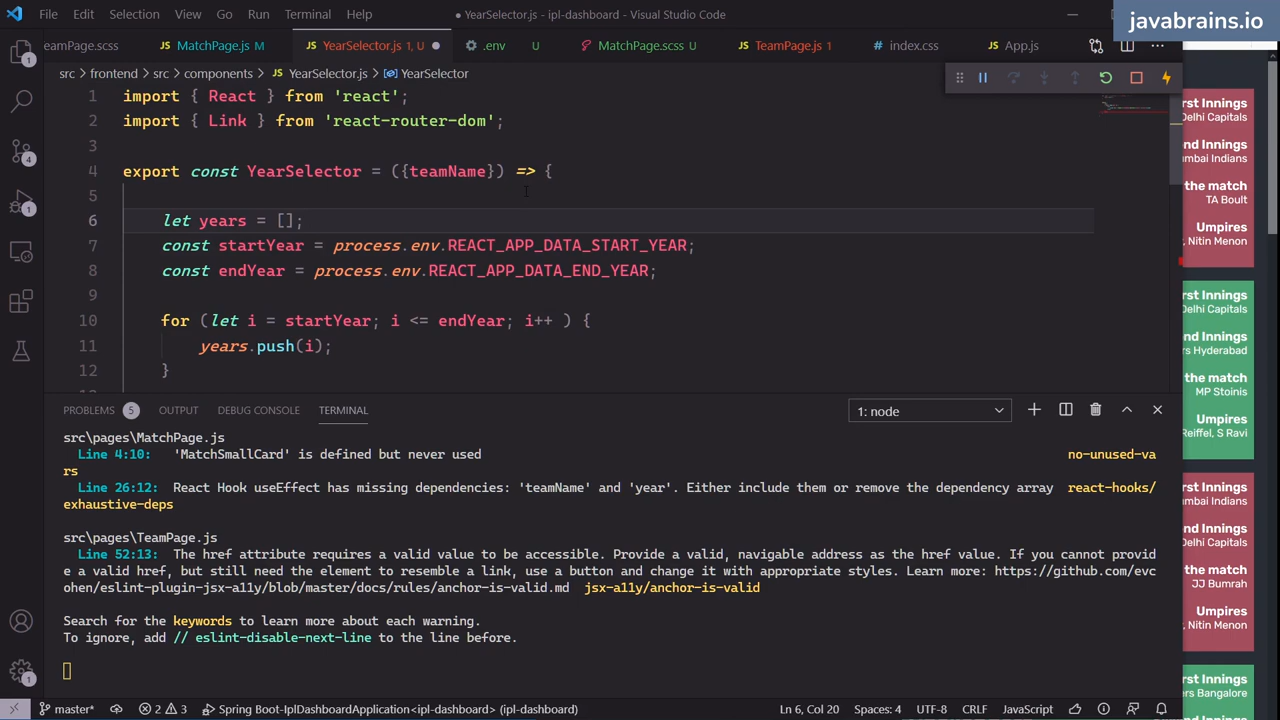 File Edit Selection View Go Run Terminal Help
● YearSelector.js - ipl-dashboard - Visual Studio Code
javabrains.io
eamPage.scss MatchPage.js M YearSelector.js 1, U ● .env U MatchPage.scss U TeamPage.js 1 index.css App.js
src > frontend > src > components > YearSelector.js > YearSelector
1 import { React } from 'react';
2 import { Link } from 'react-router-dom';
3
4 export const YearSelector = ({teamName}) => {
5
6 let years = [];
7 const startYear = process.env.REACT_APP_DATA_START_YEAR;
8 const endYear = process.env.REACT_APP_DATA_END_YEAR;
9
10 for (let i = startYear; i <= endYear; i++ ) {
11 years.push(i);
12 }
PROBLEMS 5 OUTPUT DEBUG CONSOLE TERMINAL 1: node
src\pages\MatchPage.js
Line 4:10: 'MatchSmallCard' is defined but never used no-unused-va
rs
Line 26:12: React Hook useEffect has missing dependencies: 'teamName' and 'year'. Either include them or remove the dependency array react-hooks/
exhaustive-deps
src\pages\TeamPage.js
Line 52:13: The href attribute requires a valid value to be accessible. Provide a valid, navigable address as the href value. If you cannot provid
e a valid href, but still need the element to resemble a link, use a button and change it with appropriate styles. Learn more: https://github.com/evc
ohen/eslint-plugin-jsx-a11y/blob/master/docs/rules/anchor-is-valid.md jsx-a11y/anchor-is-valid
Search for the keywords to learn more about each warning.
To ignore, add // eslint-disable-next-line to the line before.
master* 2 3 Spring Boot-IplDashboardApplication<ipl-dashboard> (ipl-dashboard) Ln 6, Col 20 Spaces: 4 UTF-8 CRLF JavaScript
1
4
1
1
rst Innings
Delhi Capitals
nd Innings
umbai Indians
the match
TA Boult
Umpires
, Nitin Menon
rst Innings
Delhi Capitals
nd Innings
rs Hyderabad
the match
MP Stoinis
Umpires
Reiffel, S Ravi
rst Innings
umbai Indians
nd Innings
Delhi Capitals
the match
JJ Bumrah
Umpires
, Nitin Menon
rst Innings
ers Bangalore